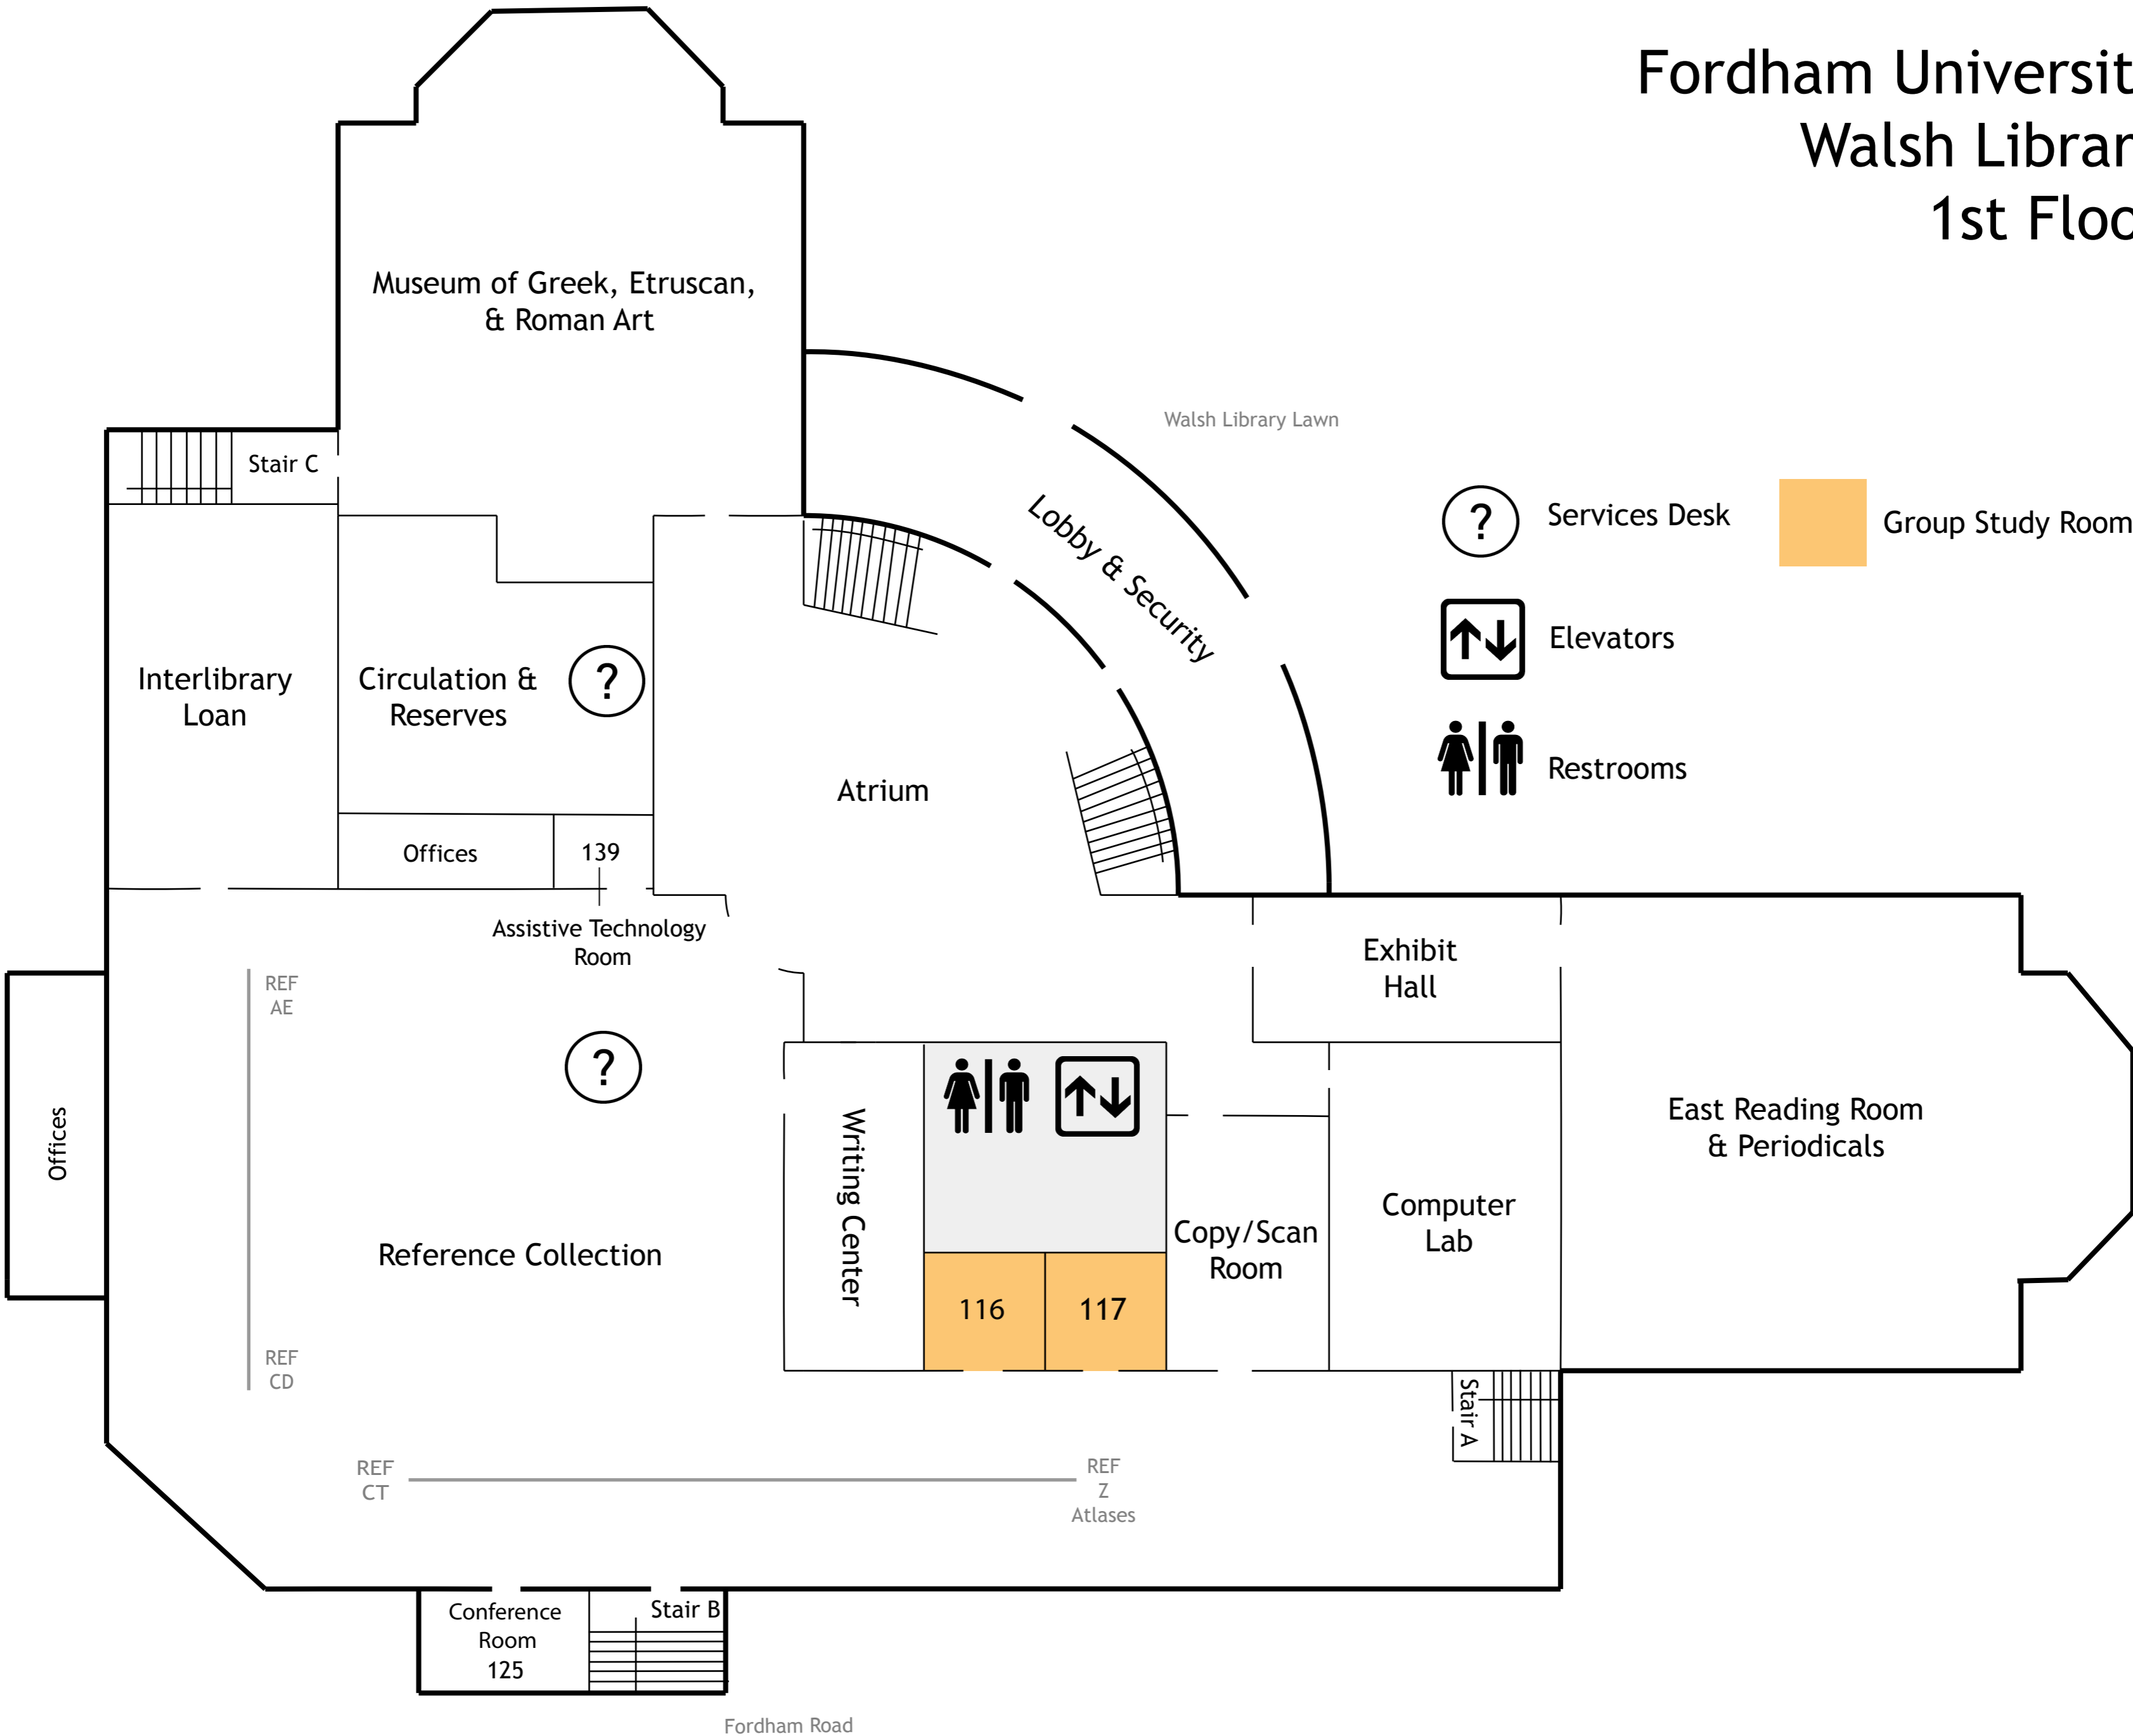 Fordham Universit
Walsh Librar
1st Floo
Museum of Greek, Etruscan,
& Roman Art
Walsh Library Lawn
Stair C
Lobby & Security
?
Services Desk
Group Study Room
Elevators
Restrooms
Interlibrary
Loan
Circulation &
Reserves
?
Atrium
Offices
139
Assistive Technology
Room
Exhibit
Hall
REF
AE
?
Offices
Writing Center
East Reading Room
& Periodicals
Reference Collection
Copy/Scan
Room
Computer
Lab
116
117
REF
CD
Stair A
REF
CT
REF
Z
Atlases
Conference
Room
125
Stair B
Fordham Road